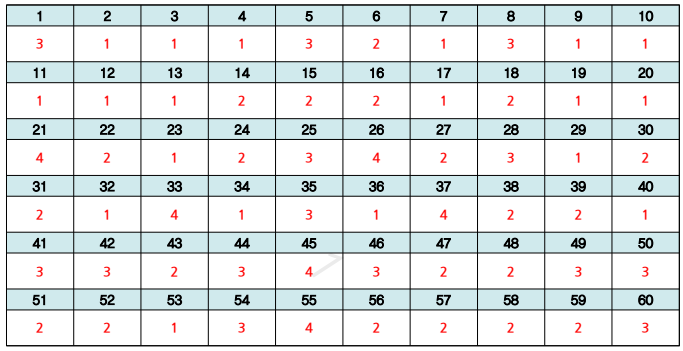 1 2 3 4 5 6 7 8 9 10
3 1 1 1 3 2 1 3 1 1
11 12 13 14 15 16 17 18 19 20
1 1 1 2 2 2 1 2 1 1
21 22 23 24 25 26 27 28 29 30
4 2 1 2 3 4 2 3 1 2
31 32 33 34 35 36 37 38 39 40
2 1 4 1 3 1 4 2 2 1
41 42 43 44 45 46 47 48 49 50
3 3 2 3 4 3 2 2 3 3
51 52 53 54 55 56 57 58 59 60
2 2 1 3 4 2 2 2 2 3